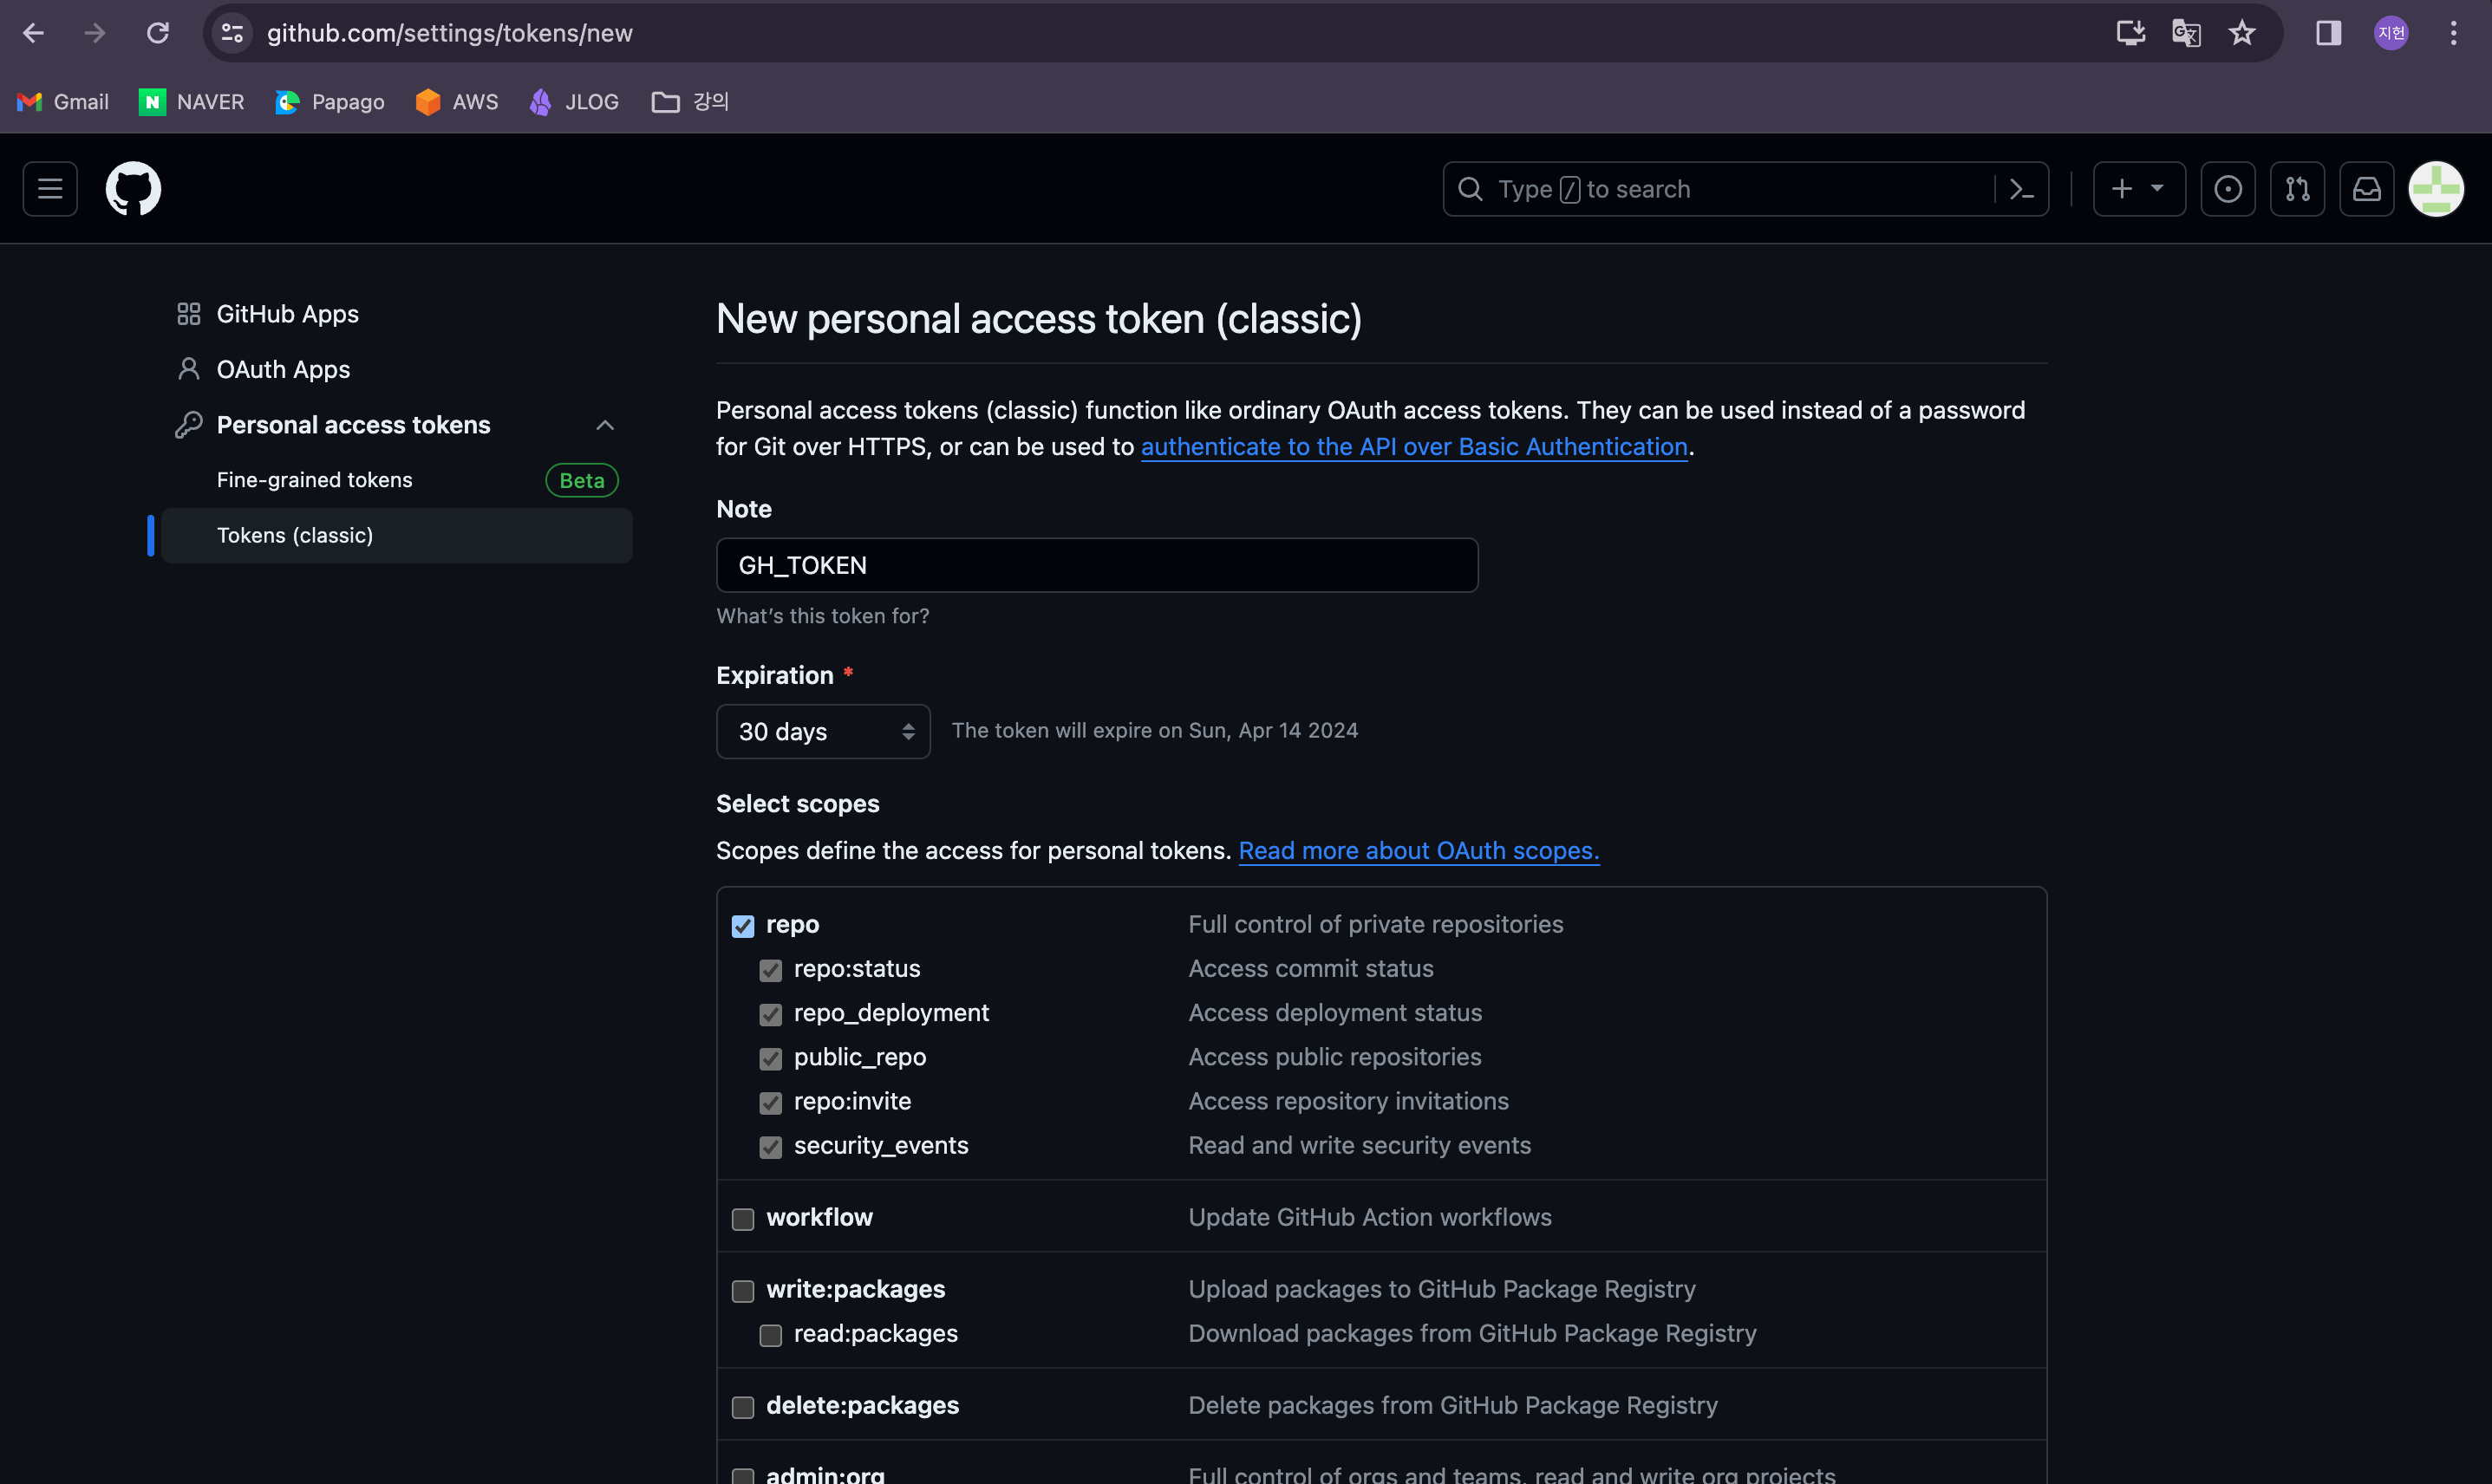 github.com/settings/tokens/new
지헌
Gmail
NAVER
Papago
AWS
JLOG
강의
Type / to search
GitHub Apps
OAuth Apps
Personal access tokens
Fine-grained tokens Beta
Tokens (classic)
New personal access token (classic)
Personal access tokens (classic) function like ordinary OAuth access tokens. They can be used instead of a password
for Git over HTTPS, or can be used to authenticate to the API over Basic Authentication.
Note
GH_TOKEN
What's this token for?
Expiration *
30 days The token will expire on Sun, Apr 14 2024
Select scopes
Scopes define the access for personal tokens. Read more about OAuth scopes.
repo Full control of private repositories
repo:status Access commit status
repo_deployment Access deployment status
public_repo Access public repositories
repo:invite Access repository invitations
security_events Read and write security events
workflow Update GitHub Action workflows
write:packages Upload packages to GitHub Package Registry
read:packages Download packages from GitHub Package Registry
delete:packages Delete packages from GitHub Package Registry
admin:org Full control of orgs and teams, read and write org projects